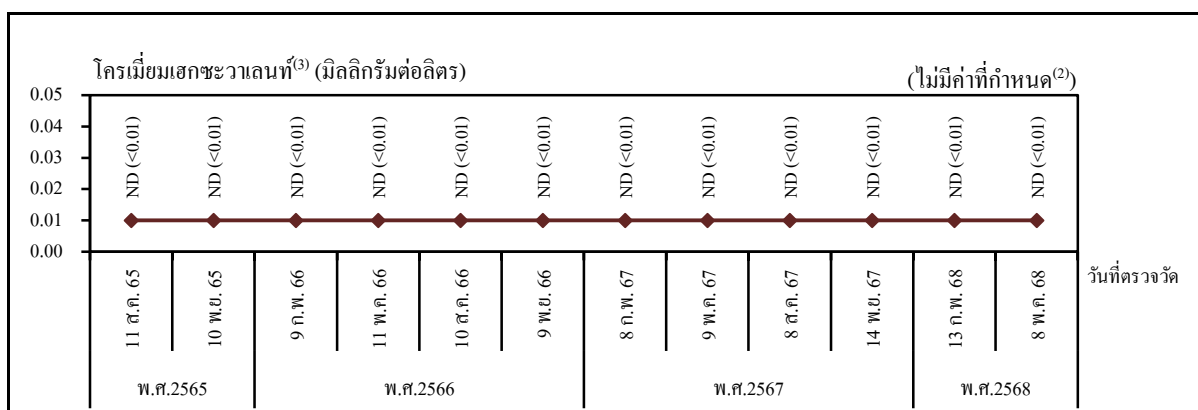 โครเมี่ยมเฮกซะวาเลนท์(3) (มิลลิกรัมต่อลิตร)
(ไม่มีค่าที่กำหนด(2))
0.05
0.04
0.03
0.02
0.01
0.00
ND (<0.01)
ND (<0.01)
ND (<0.01)
ND (<0.01)
ND (<0.01)
ND (<0.01)
ND (<0.01)
ND (<0.01)
ND (<0.01)
ND (<0.01)
ND (<0.01)
ND (<0.01)
11 ส.ค. 65
10 พ.ย. 65
9 ก.พ. 66
11 พ.ค. 66
10 ส.ค. 66
9 พ.ย. 66
8 ก.พ. 67
9 พ.ค. 67
8 ส.ค. 67
14 พ.ย. 67
13 ก.พ. 68
8 พ.ค. 68
วันที่ตรวจวัด
พ.ศ.2565
พ.ศ.2566
พ.ศ.2567
พ.ศ.2568